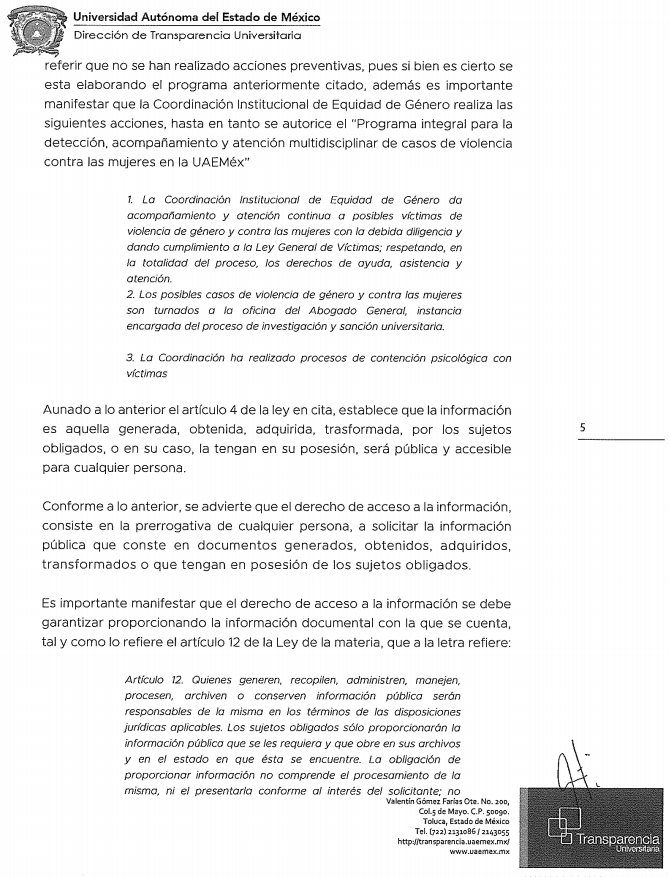 Universidad Autónoma del Estado de México
Dirección de Transparencia Universitaria
referir que no se han realizado acciones preventivas, pues si bien es cierto se
esta elaborando el programa anteriormente citado, además es importante
manifestar que la Coordinación Institucional de Equidad de Género realiza las
siguientes acciones, hasta en tanto se autorice el “Programa integral para la
detección, acompañamiento y atención multidisciplinar de casos de violencia
contra las mujeres en la UAEMéx”
1. La Coordinación Institucional de Equidad de Género da
acompañamiento y atención continua a posibles víctimas de
violencia de género y contra las mujeres con la debida diligencia y
dando cumplimiento a la Ley General de Víctimas; respetando, en
la totalidad del proceso, los derechos de ayuda, asistencia y
atención.
2. Los posibles casos de violencia de género y contra las mujeres
son turnados a la oficina del Abogado General, instancia
encargada del proceso de investigación y sanción universitaria.
3. La Coordinación ha realizado procesos de contención psicológica con
víctimas
Aunado a lo anterior el artículo 4 de la ley en cita, establece que la información
es aquella generada, obtenida, adquirida, trasformada, por los sujetos
obligados, o en su caso, la tengan en su posesión, será pública y accesible
para cualquier persona.
5
Conforme a lo anterior, se advierte que el derecho de acceso a la información,
consiste en la prerrogativa de cualquier persona, a solicitar la información
pública que conste en documentos generados, obtenidos, adquiridos,
transformados o que tengan en posesión de los sujetos obligados.
Es importante manifestar que el derecho de acceso a la información se debe
garantizar proporcionando la información documental con la que se cuenta,
tal y como lo refiere el artículo 12 de la Ley de la materia, que a la letra refiere:
Artículo 12. Quienes generen, recopilen, administren, manejen,
procesen, archiven o conserven información pública serán
responsables de la misma en los términos de las disposiciones
jurídicas aplicables. Los sujetos obligados sólo proporcionarán la
información pública que se les requiera y que obre en sus archivos
y en el estado en que ésta se encuentre. La obligación de
proporcionar información no comprende el procesamiento de la
misma, ni el presentarla conforme al interés del solicitante; no
Valentín Gómez Farías Ote. No. 200,
Col.5 de Mayo. C.P. 50090.
Toluca, Estado de México
Tel. (722) 2131086 / 2143055
http://transparencia.uaemex.mx/
www.uaemex.mx
Transparencia
Universitaria